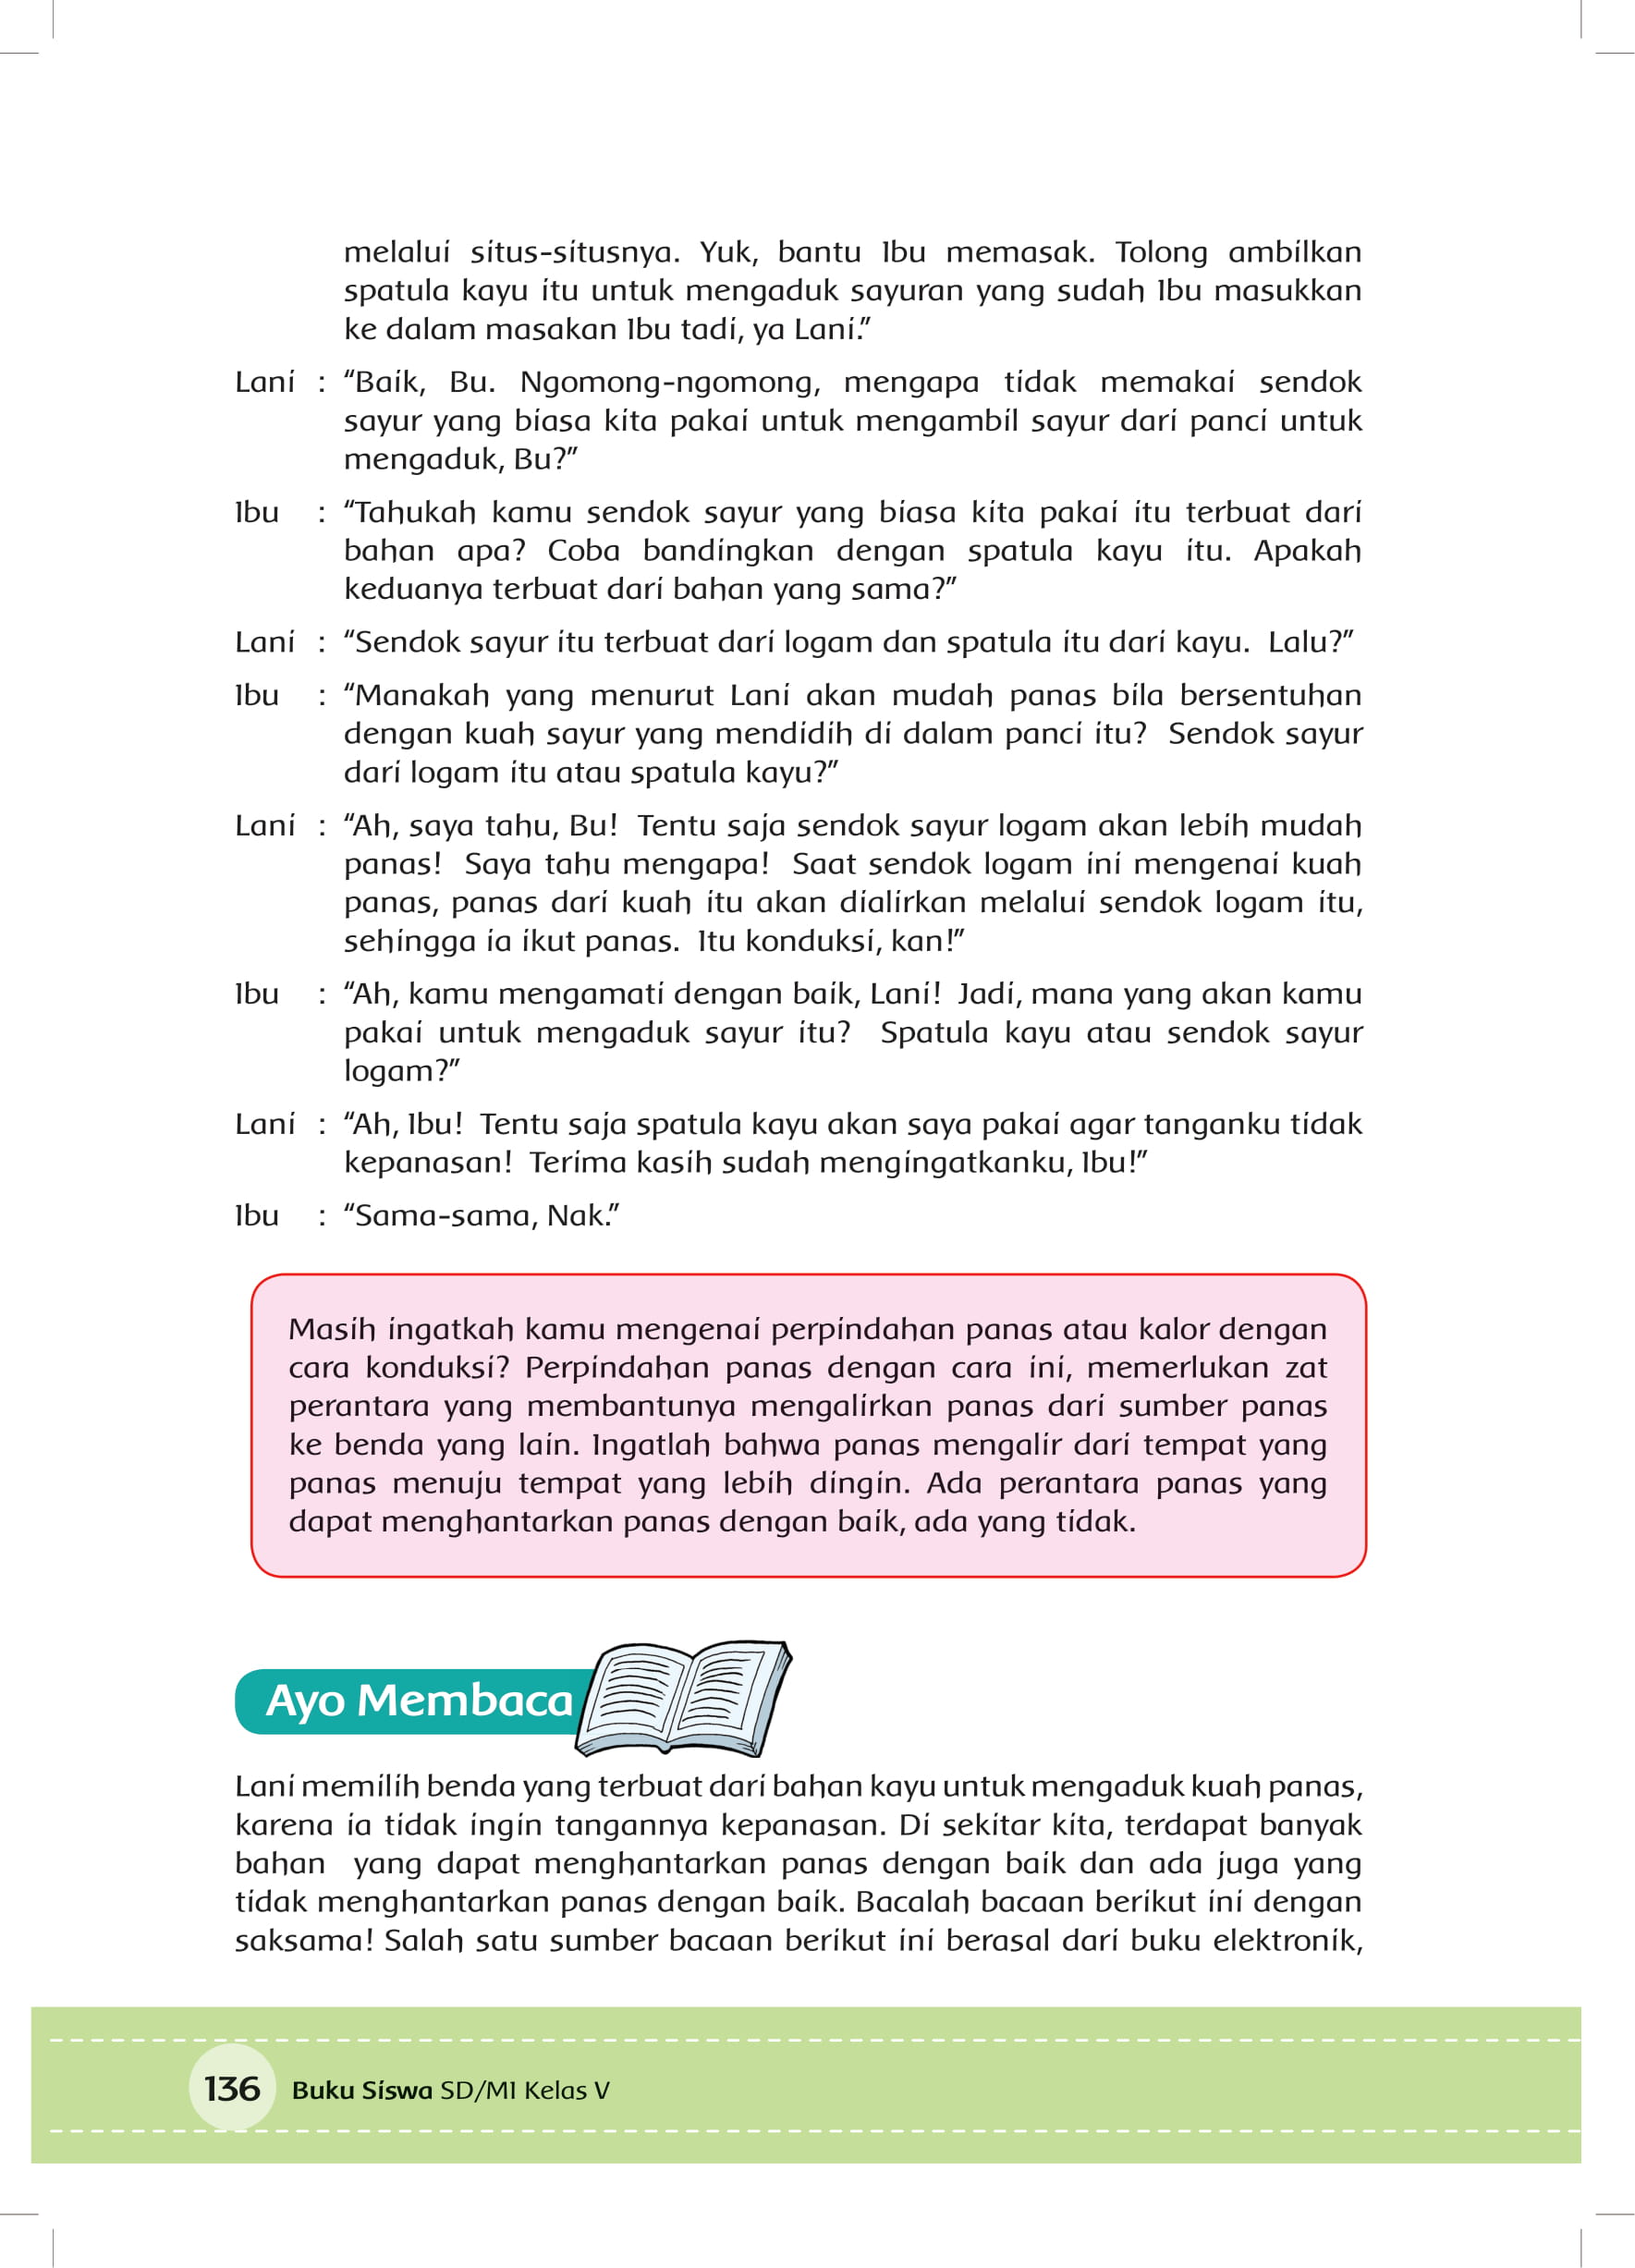 melalui situs-situsnya. Yuk, bantu Ibu memasak. Tolong ambilkan
spatula kayu itu untuk mengaduk sayuran yang sudah Ibu masukkan
ke dalam masakan Ibu tadi, ya Lani.”
Lani : “Baik, Bu. Ngomong-ngomong, mengapa tidak memakai sendok
sayur yang biasa kita pakai untuk mengambil sayur dari panci untuk
mengaduk, Bu?”
Ibu : “Tahukah kamu sendok sayur yang biasa kita pakai itu terbuat dari
bahan apa? Coba bandingkan dengan spatula kayu itu. Apakah
keduanya terbuat dari bahan yang sama?”
Lani : “Sendok sayur itu terbuat dari logam dan spatula itu dari kayu. Lalu?”
Ibu : “Manakah yang menurut Lani akan mudah panas bila bersentuhan
dengan kuah sayur yang mendidih di dalam panci itu? Sendok sayur
dari logam itu atau spatula kayu?”
Lani : “Ah, saya tahu, Bu! Tentu saja sendok sayur logam akan lebih mudah
panas! Saya tahu mengapa! Saat sendok logam ini mengenai kuah
panas, panas dari kuah itu akan dialirkan melalui sendok logam itu,
sehingga ia ikut panas. Itu konduksi, kan!”
Ibu : “Ah, kamu mengamati dengan baik, Lani! Jadi, mana yang akan kamu
pakai untuk mengaduk sayur itu? Spatula kayu atau sendok sayur
logam?”
Lani : “Ah, Ibu! Tentu saja spatula kayu akan saya pakai agar tanganku tidak
kepanasan! Terima kasih sudah mengingatkanku, Ibu!”
Ibu : “Sama-sama, Nak.”
Masih ingatkah kamu mengenai perpindahan panas atau kalor dengan
cara konduksi? Perpindahan panas dengan cara ini, memerlukan zat
perantara yang membantunya mengalirkan panas dari sumber panas
ke benda yang lain. Ingatlah bahwa panas mengalir dari tempat yang
panas menuju tempat yang lebih dingin. Ada perantara panas yang
dapat menghantarkan panas dengan baik, ada yang tidak.
Ayo Membaca
Lani memilih benda yang terbuat dari bahan kayu untuk mengaduk kuah panas,
karena ia tidak ingin tangannya kepanasan. Di sekitar kita, terdapat banyak
bahan yang dapat menghantarkan panas dengan baik dan ada juga yang
tidak menghantarkan panas dengan baik. Bacalah bacaan berikut ini dengan
saksama! Salah satu sumber bacaan berikut ini berasal dari buku elektronik,
136 Buku Siswa SD/MI Kelas V